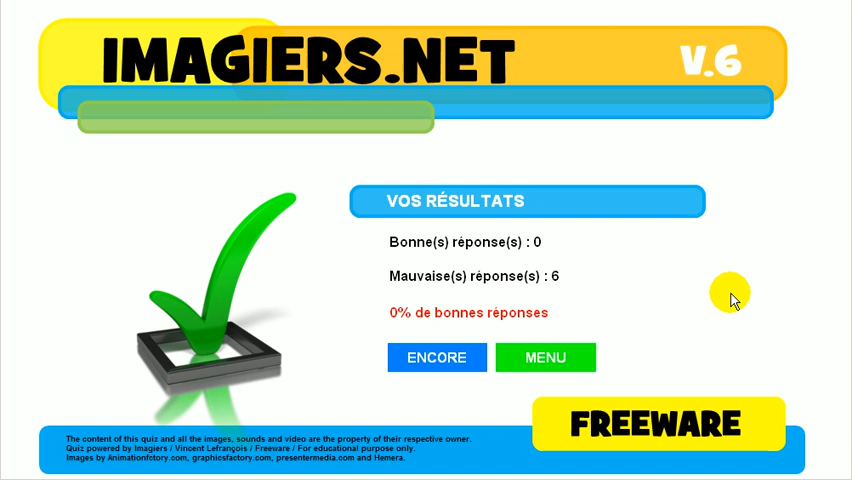 IMAGIERS.NET
V.6
VOS RÉSULTATS
Bonne(s) réponse(s) : 0
Mauvaise(s) réponse(s) : 6
0% de bonnes réponses
ENCORE
MENU
FREEWARE
The content of this quiz and all the images, sounds and video are the property of their respective owner.
Quiz powered by Imagiers / Vincent Lefrançois / Freeware / For educational purpose only.
Images by Animationfctory.com, graphicsfactory.com, presentermedia.com and Hemera.